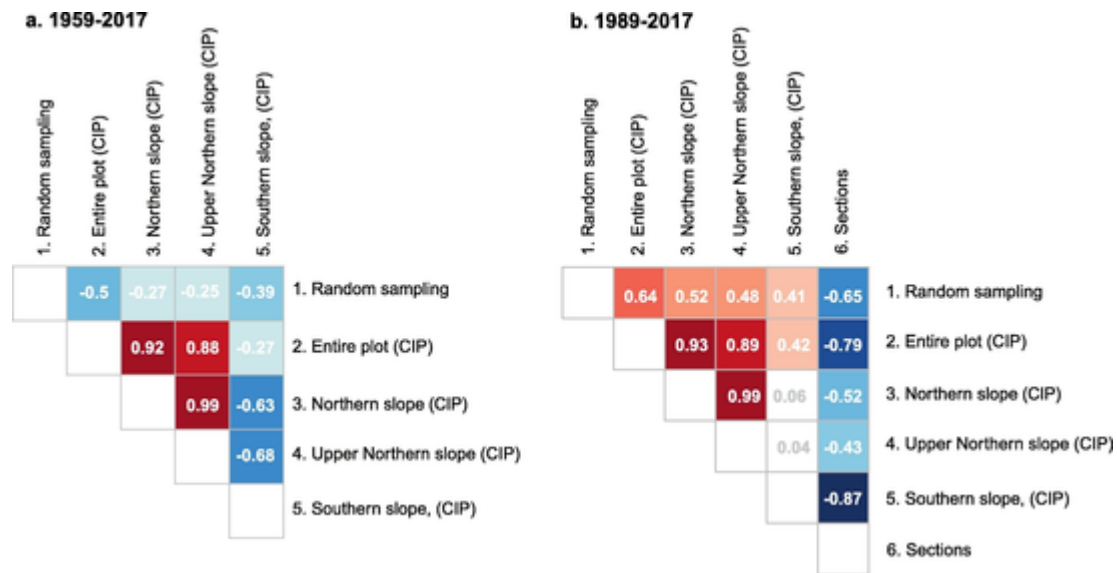 a. 1959-2017
1. Random sampling
2. Entire plot (CIP)
3. Northern slope (CIP)
4. Upper Northern slope (CIP)
5. Southern slope, (CIP)
-0.5 -0.27 -0.25 -0.39 1. Random sampling
0.92 0.88 -0.27 2. Entire plot (CIP)
0.99 -0.63 3. Northern slope (CIP)
-0.68 4. Upper Northern slope (CIP)
5. Southern slope, (CIP)
b. 1989-2017
1. Random sampling
2. Entire plot (CIP)
3. Northern slope (CIP)
4. Upper Northern slope (CIP)
5. Southern slope, (CIP)
6. Sections
0.64 0.52 0.48 0.41 -0.65 1. Random sampling
0.93 0.89 0.42 -0.79 2. Entire plot (CIP)
0.99 0.06 -0.52 3. Northern slope (CIP)
0.04 -0.43 4. Upper Northern slope (CIP)
-0.87 5. Southern slope, (CIP)
6. Sections